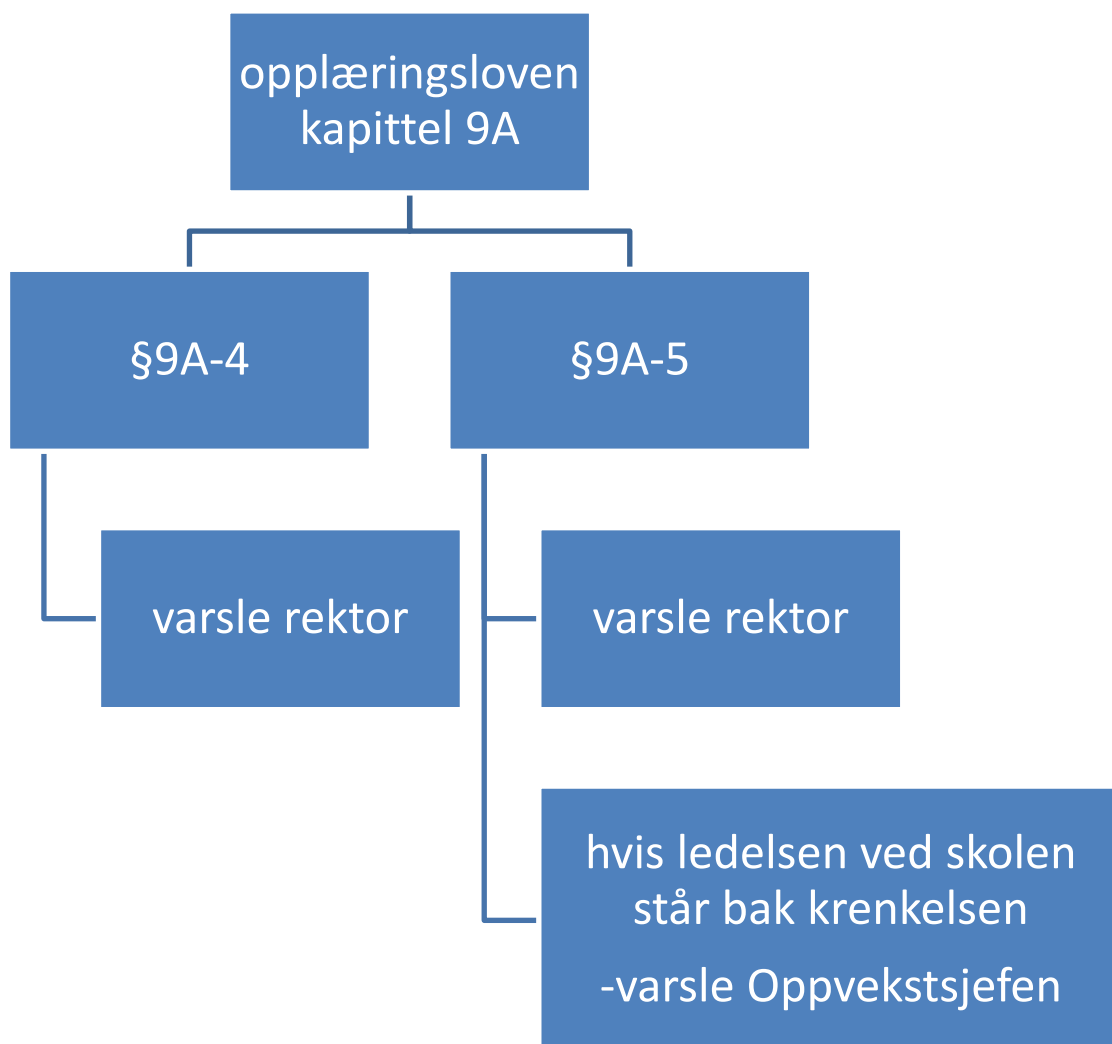 opplæringsloven
kapittel 9A
§9A-4
§9A-5
varsle rektor
varsle rektor
hvis ledelsen ved skolen
står bak krenkelsen
-varsle Oppvekstsjefen